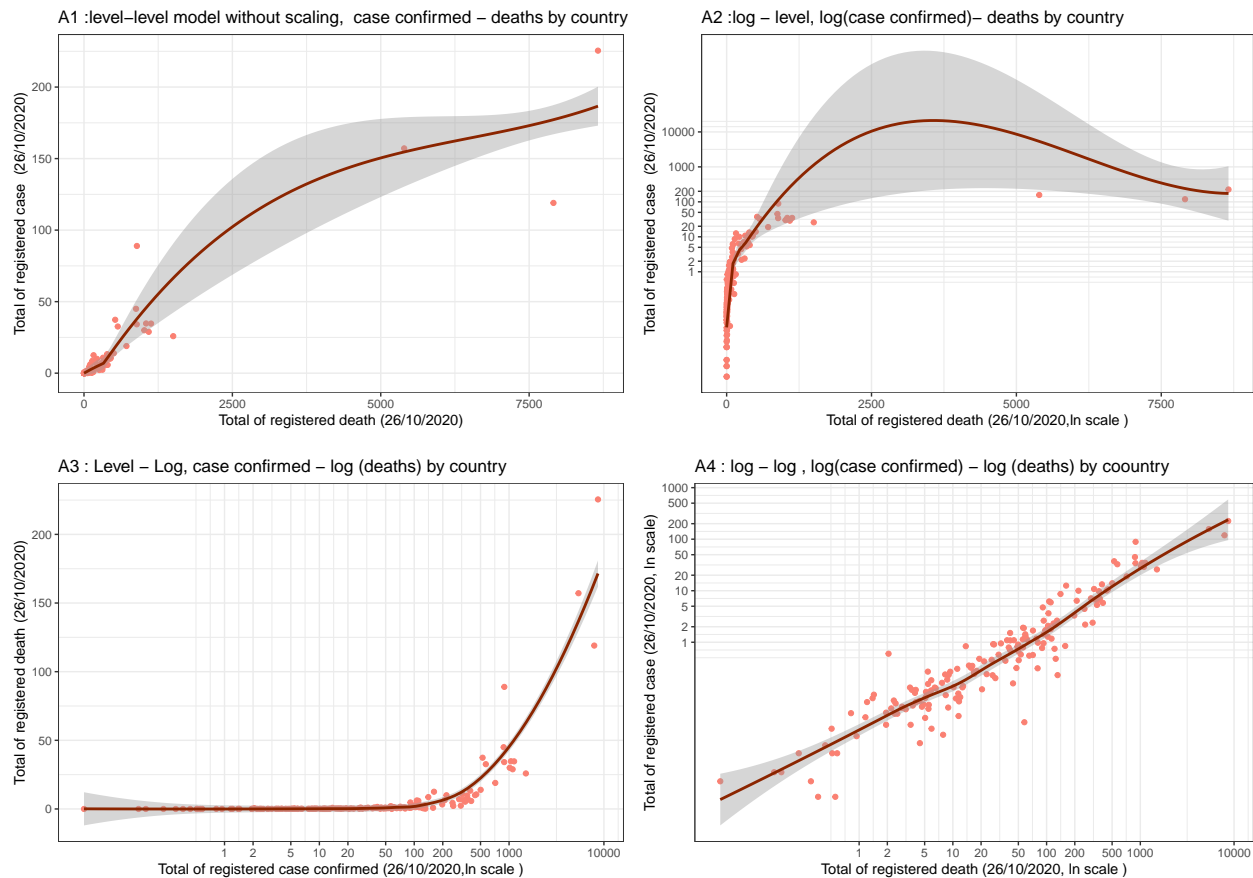 A1 :level−level model without scaling,  case confirmed − deaths by country
Total of registered case  (26/10/2020)
200
150
100
50
0
0 2500 5000 7500
Total of registered death (26/10/2020)
A2 :log − level, log(case confirmed)− deaths by country
Total of registered case  (26/10/2020)
10000
1000
200
100
50
20
10
5
2
1
0 2500 5000 7500
Total of registered death (26/10/2020,ln scale )
A3 : Level − Log, case confirmed − log (deaths) by country
Total of registered death (26/10/2020)
200
150
100
50
0
1 2 5 10 20 50 100 200 500 1000 10000
Total of registered case confirmed (26/10/2020,ln scale )
A4 : log − log , log(case confirmed) − log (deaths) by coountry
Total of registered case (26/10/2020, ln scale)
1000
500
200
100
50
20
10
5
2
1
1 2 5 10 20 50 100 200 500 1000 10000
Total of registered death (26/10/2020, ln scale )